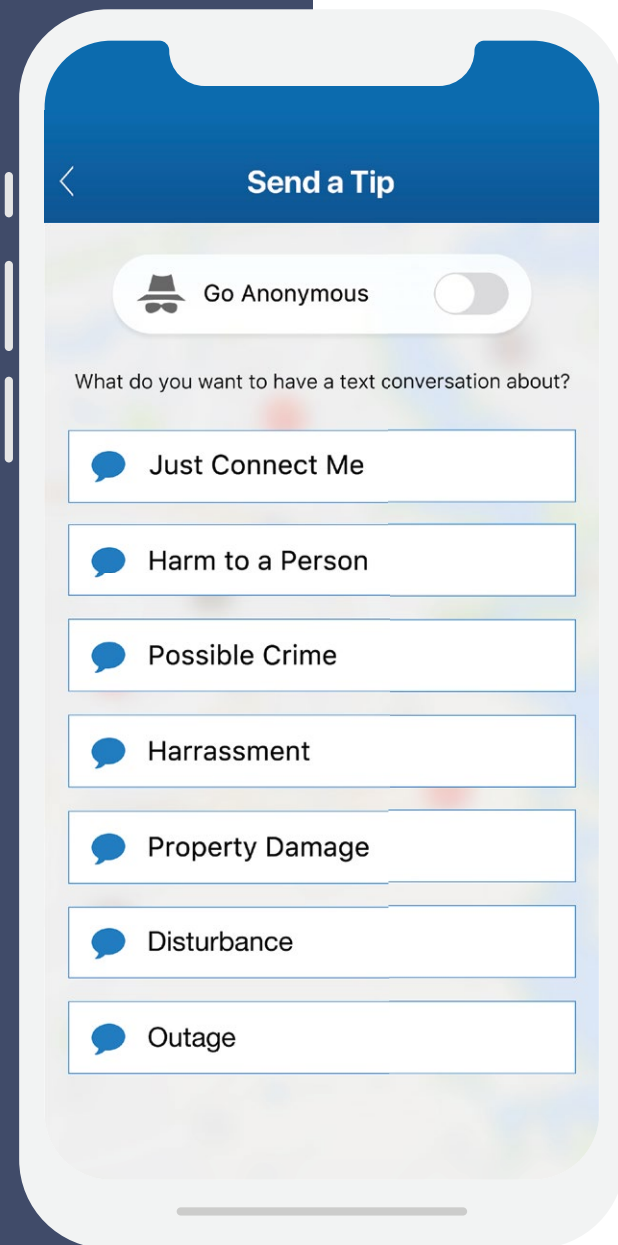 Send a Tip
Go Anonymous
What do you want to have a text conversation about?
Just Connect Me
Harm to a Person
Possible Crime
Harrassment
Property Damage
Disturbance
Outage